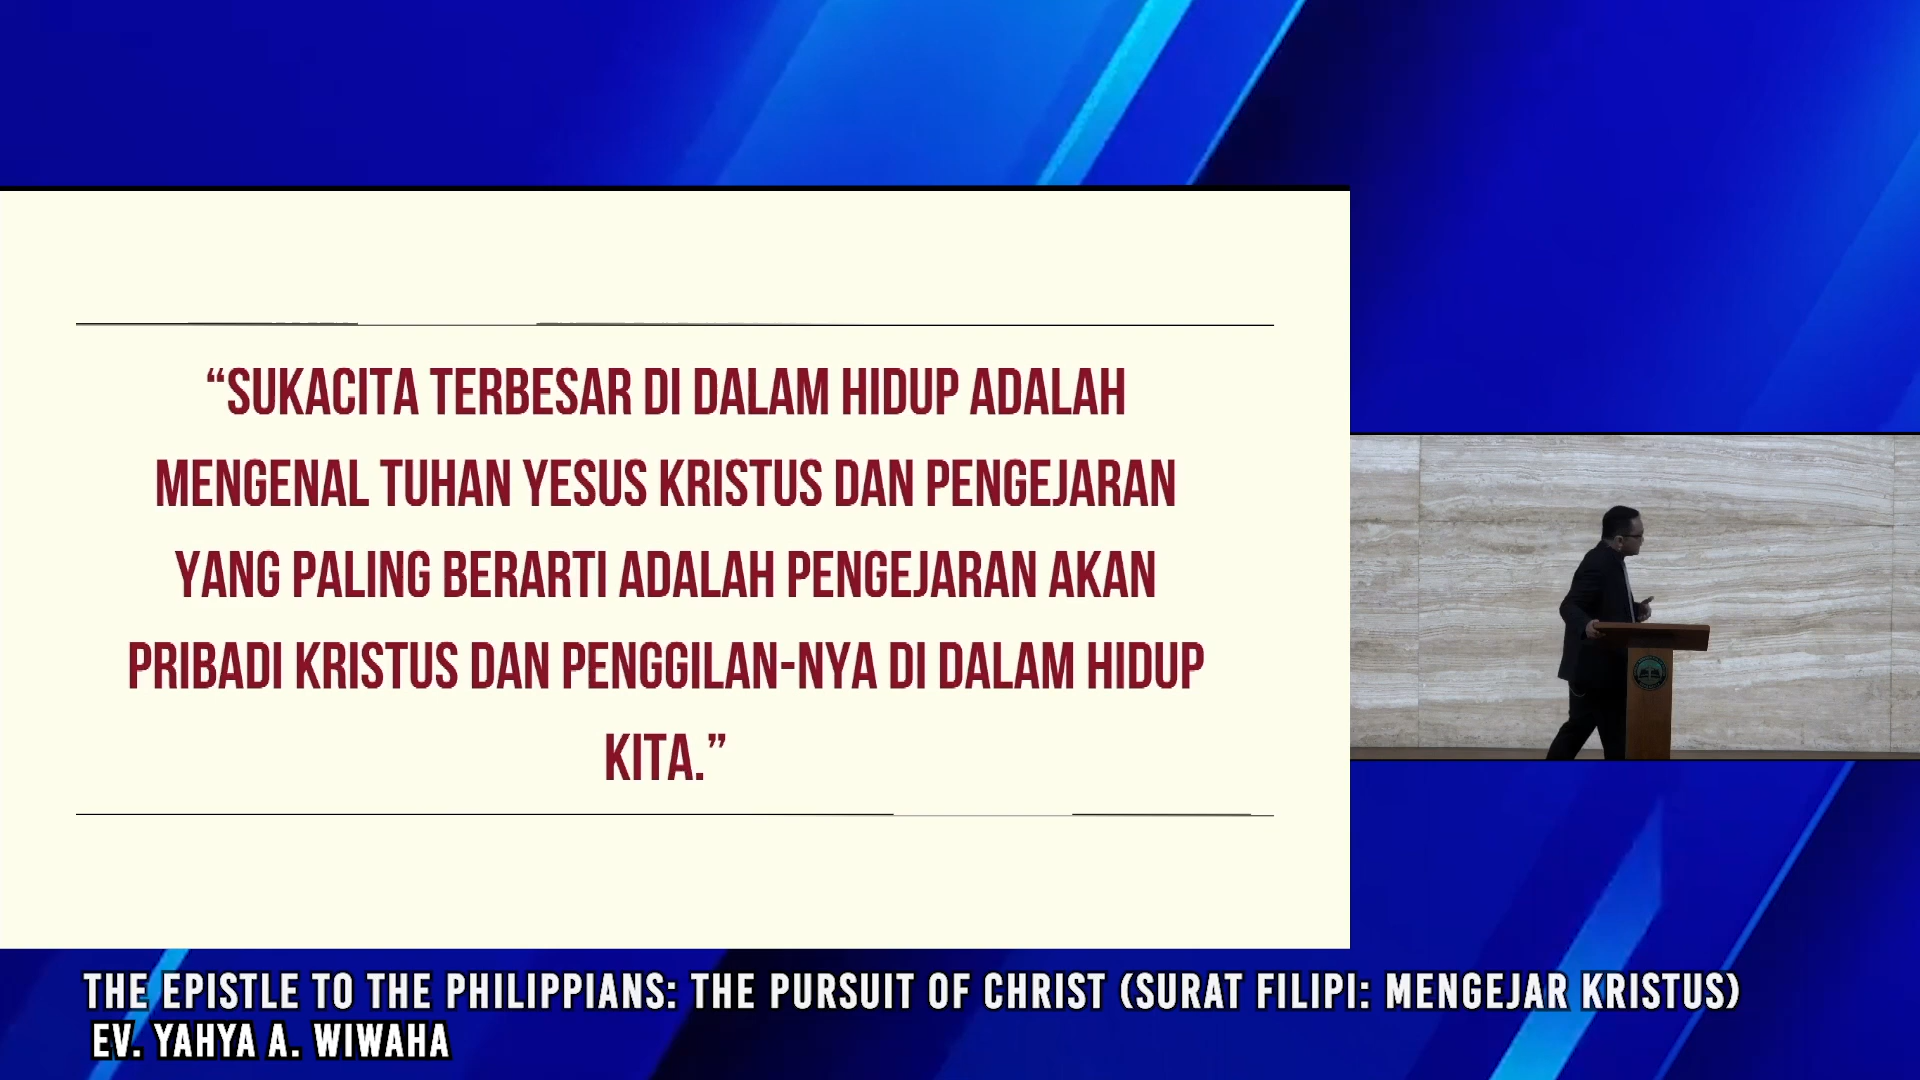 “SUKACITA TERBESAR DI DALAM HIDUP ADALAH
MENGENAL TUHAN YESUS KRISTUS DAN PENGEJARAN
YANG PALING BERARTI ADALAH PENGEJARAN AKAN
PRIBADI KRISTUS DAN PENGGILAN-NYA DI DALAM HIDUP
KITA.”
THE EPISTLE TO THE PHILIPPIANS: THE PURSUIT OF CHRIST (SURAT FILIPI: MENGEJAR KRISTUS)
EV. YAHYA A. WIWAHA